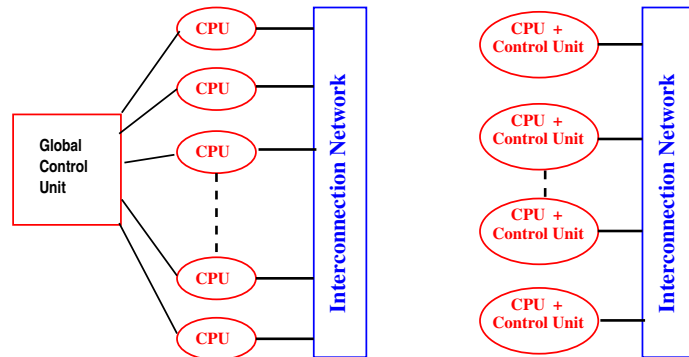 CPU
CPU
CPU
CPU
CPU
Global
Control
Unit
Interconnection Network
CPU +
Control Unit
CPU +
Control Unit
CPU +
Control Unit
CPU +
Control Unit
Interconnection Network